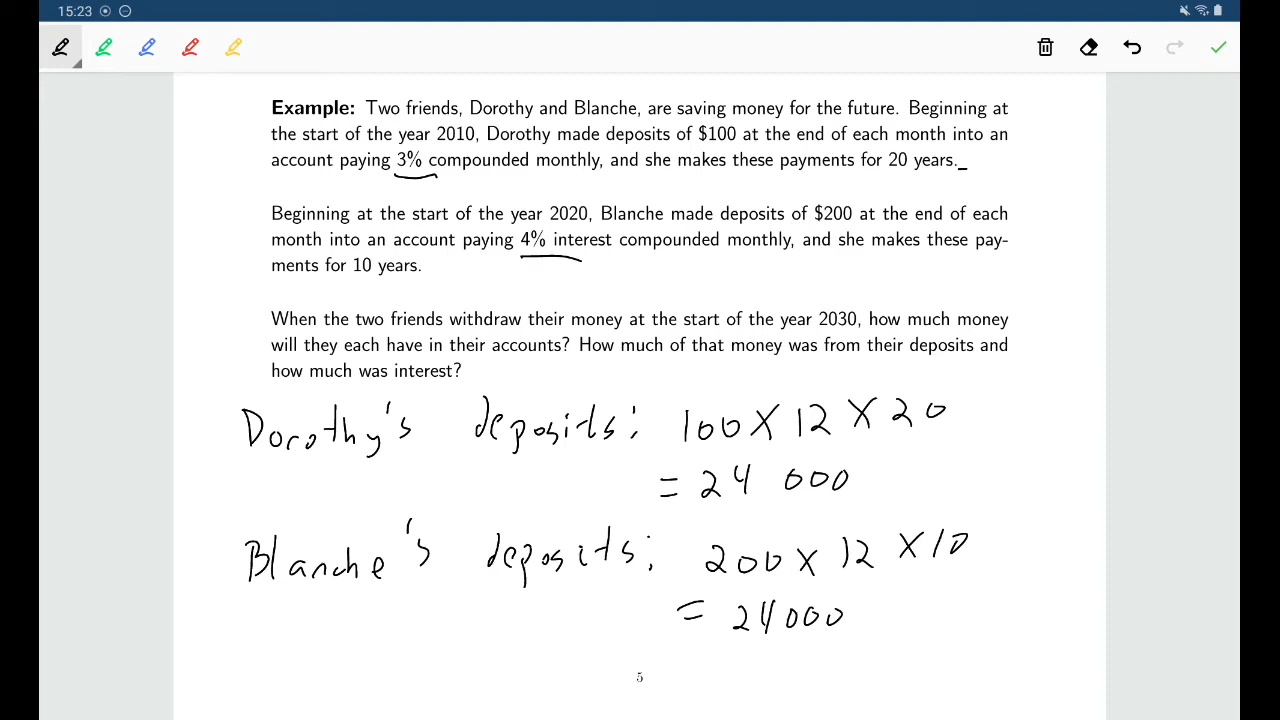 15:23
Example: Two friends, Dorothy and Blanche, are saving money for the future. Beginning at
the start of the year 2010, Dorothy made deposits of $100 at the end of each month into an
account paying 3% compounded monthly, and she makes these payments for 20 years.
Beginning at the start of the year 2020, Blanche made deposits of $200 at the end of each
month into an account paying 4% interest compounded monthly, and she makes these pay-
ments for 10 years.
When the two friends withdraw their money at the start of the year 2030, how much money
will they each have in their accounts? How much of that money was from their deposits and
how much was interest?
Dorothy's deposits: 100 X 12 X 20
= 24 000
Blanche's deposits: 200 X 12 X 10
= 24000
5